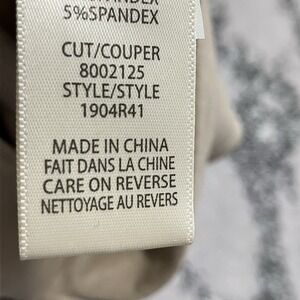 5%SPANDEX
CUT/COUPER
8002125
STYLE/STYLE
1904R41
MADE IN CHINA
FAIT DANS LA CHINE
CARE ON REVERSE
NETTOYAGE AU REVERS